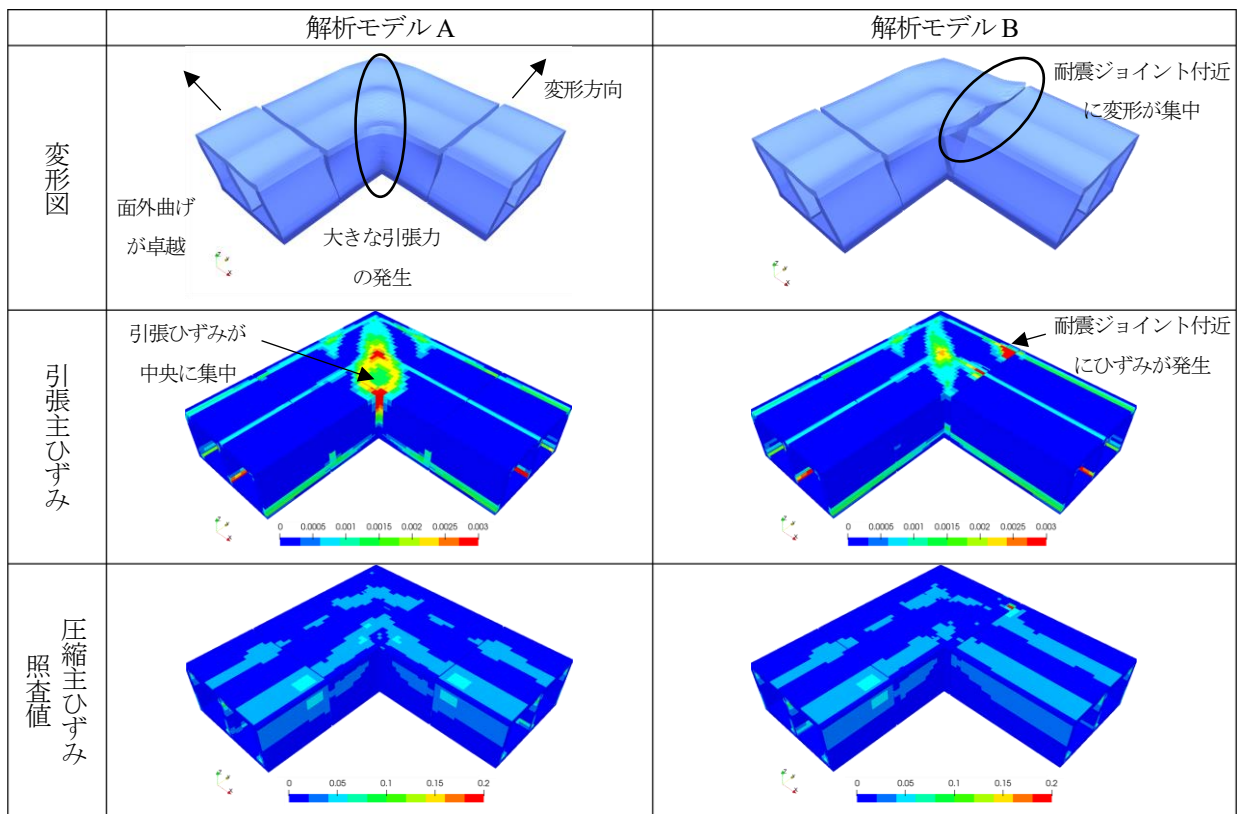 解析モデル A
解析モデル B
変形図
変形方向
面外曲げ
が卓越
大きな引張力
の発生
耐震ジョイント付近
に変形が集中
引張主ひずみ
引張ひずみが
中央に集中
0 0.0005 0.001 0.0015 0.002 0.0025 0.003
耐震ジョイント付近
にひずみが発生
0 0.0005 0.001 0.0015 0.002 0.0025 0.003
圧縮主ひずみ
照査値
0 0.05 0.1 0.15 0.2
0 0.05 0.1 0.15 0.2